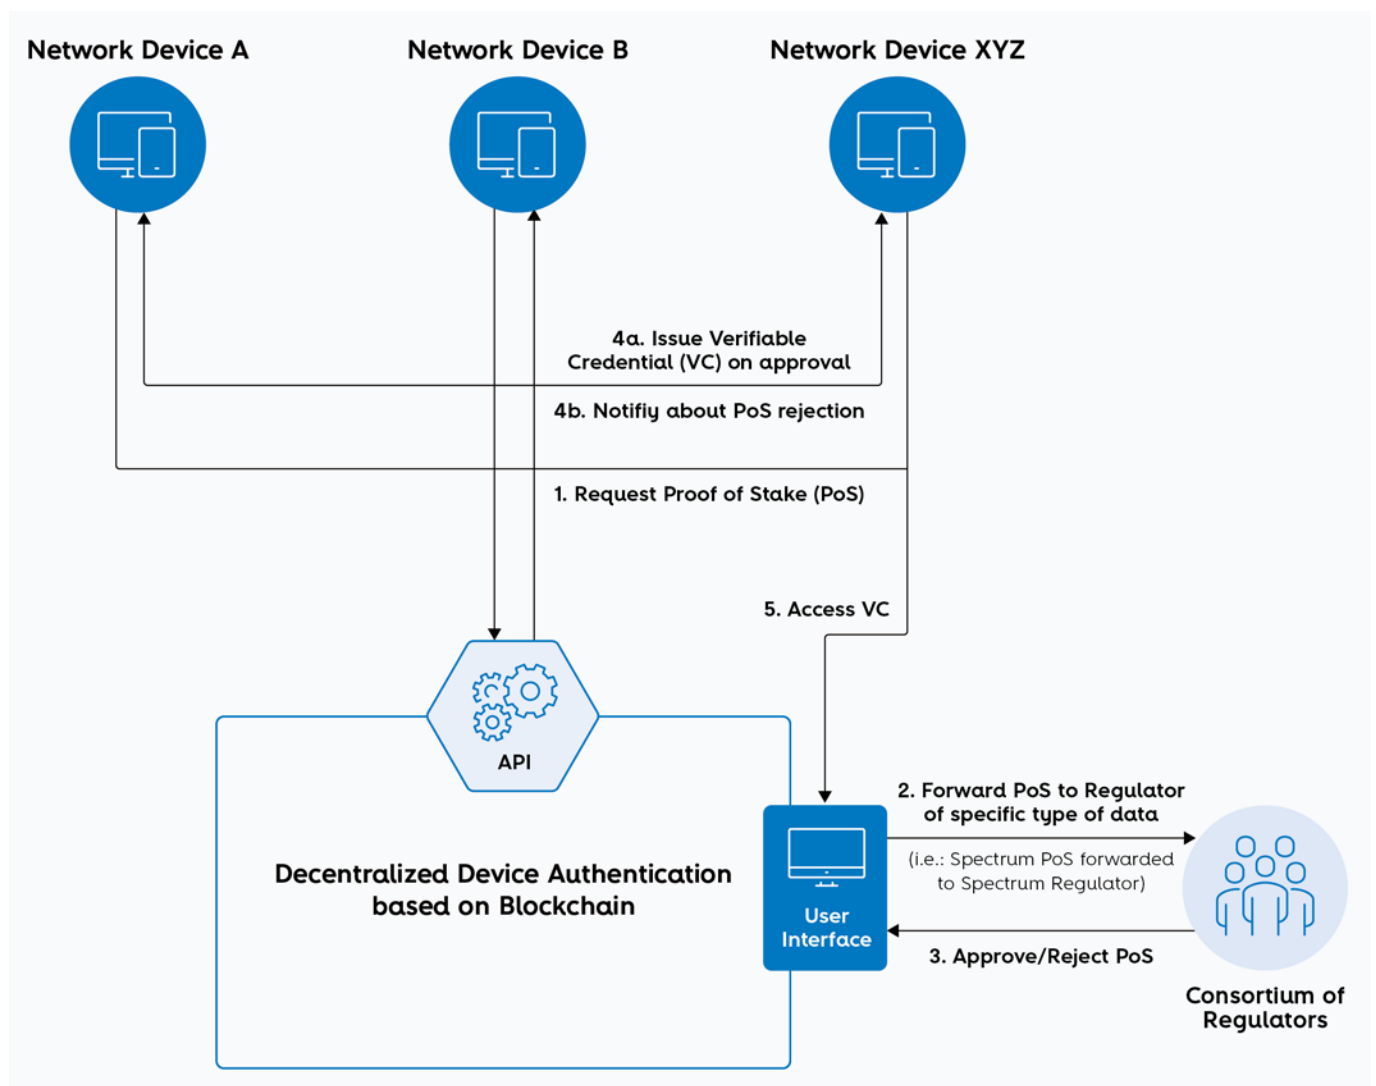 Network Device A
Network Device B
Network Device XYZ
4a. Issue Verifiable
Credential (VC) on approval
4b. Notifiy about PoS rejection
1. Request Proof of Stake (PoS)
5. Access VC
API
2. Forward PoS to Regulator
of specific type of data
(i.e.: Spectrum PoS forwarded
to Spectrum Regulator)
Decentralized Device Authentication
based on Blockchain
User
Interface
3. Approve/Reject PoS
Consortium of
Regulators